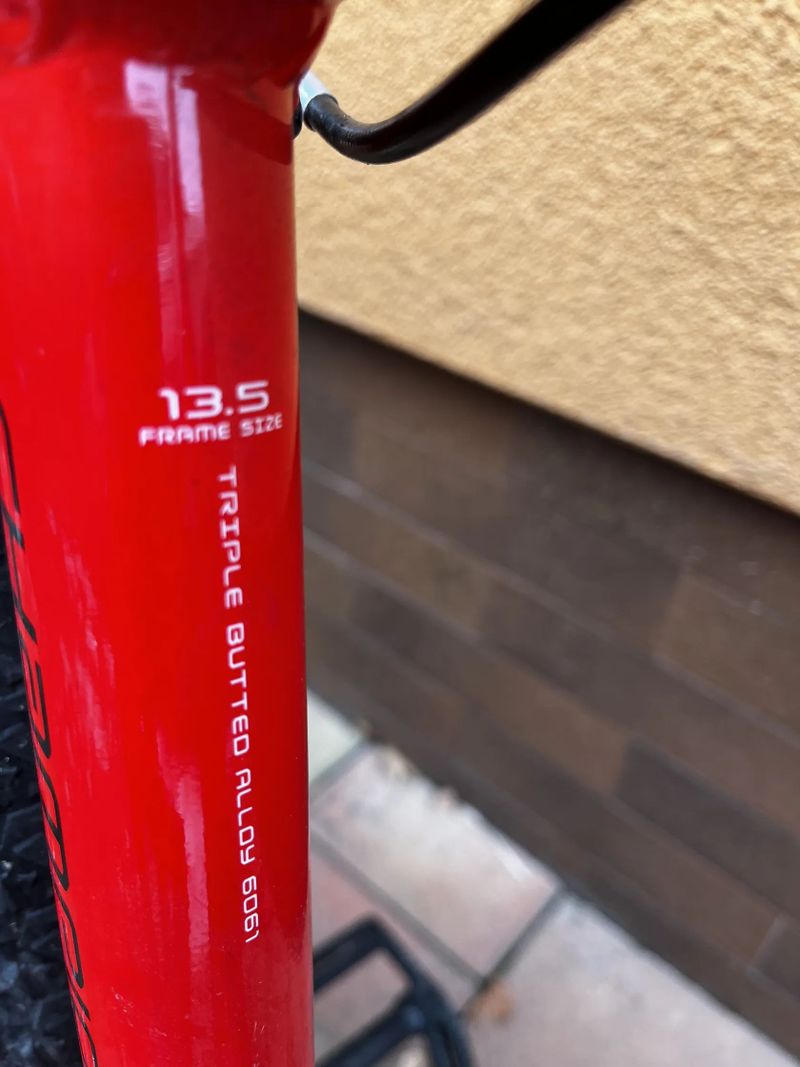 13.5
FRAME SIZE
TRIPLE BUTTED ALLOY 6061